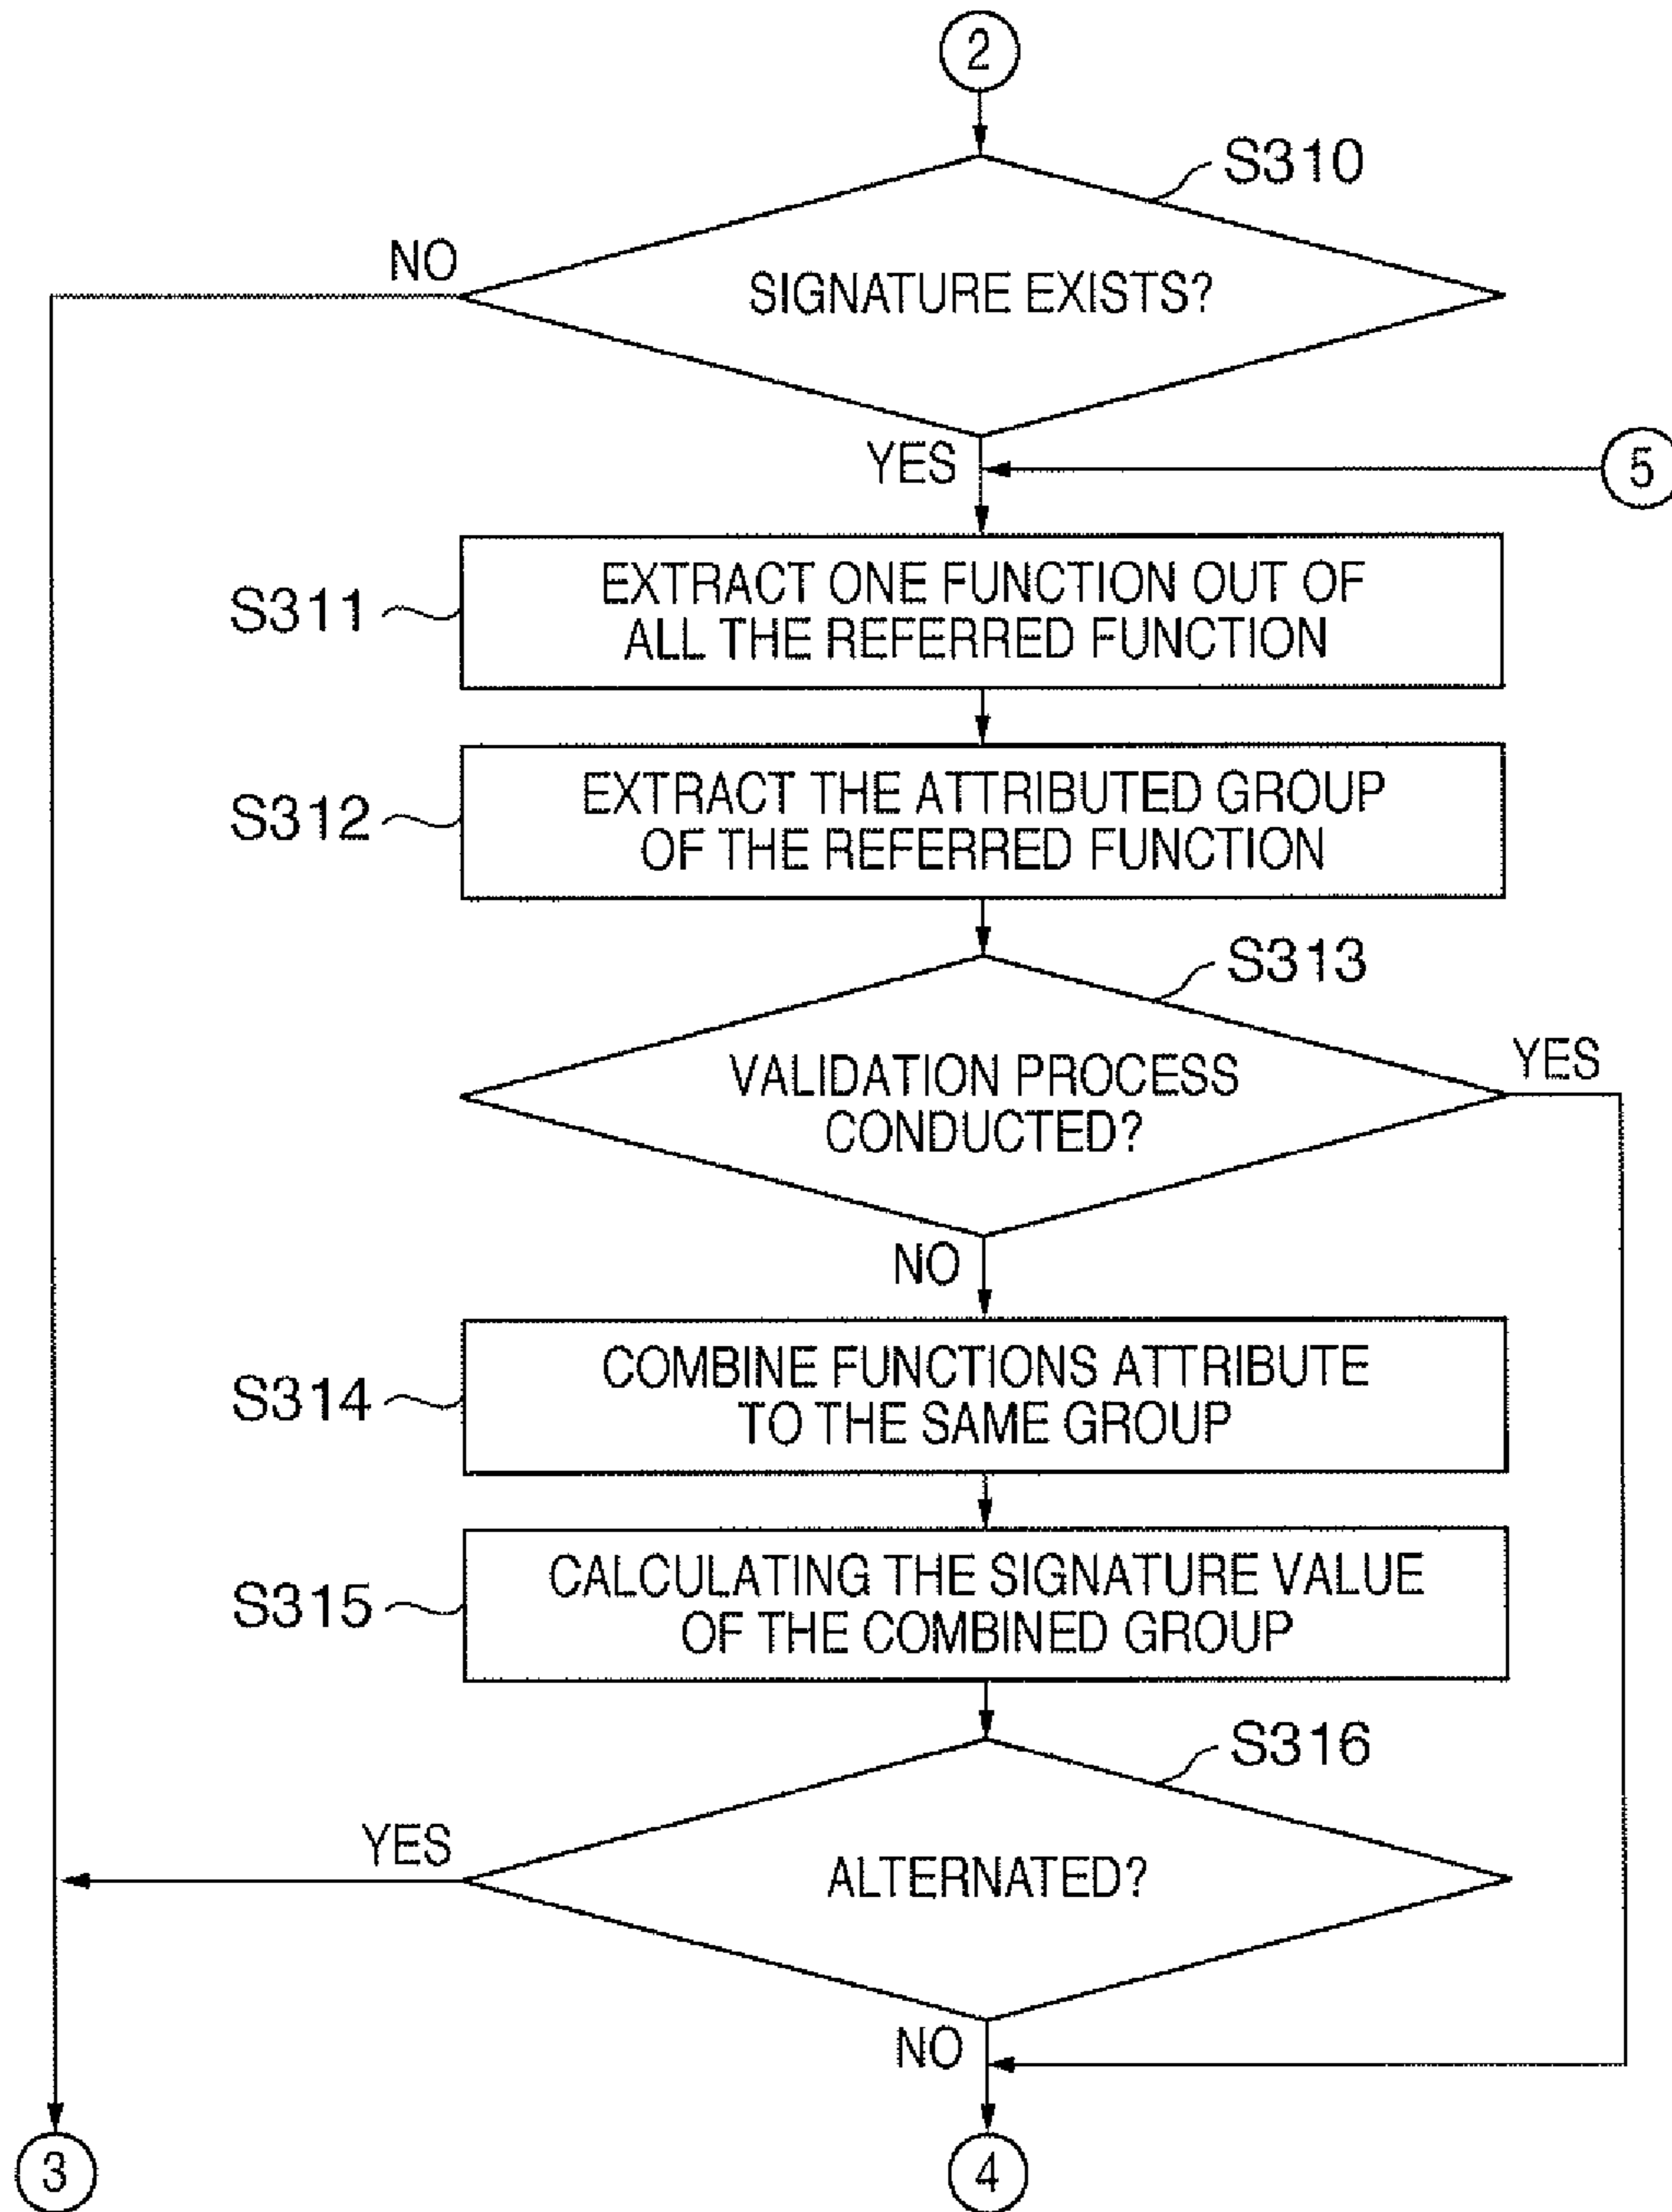 2
S310
NO
SIGNATURE EXISTS?
YES
5
S311
EXTRACT ONE FUNCTION OUT OF
ALL THE REFERRED FUNCTION
S312
EXTRACT THE ATTRIBUTED GROUP
OF THE REFERRED FUNCTION
S313
VALIDATION PROCESS
CONDUCTED?
YES
NO
S314
COMBINE FUNCTIONS ATTRIBUTE
TO THE SAME GROUP
S315
CALCULATING THE SIGNATURE VALUE
OF THE COMBINED GROUP
S316
YES
ALTERNATED?
NO
3
4